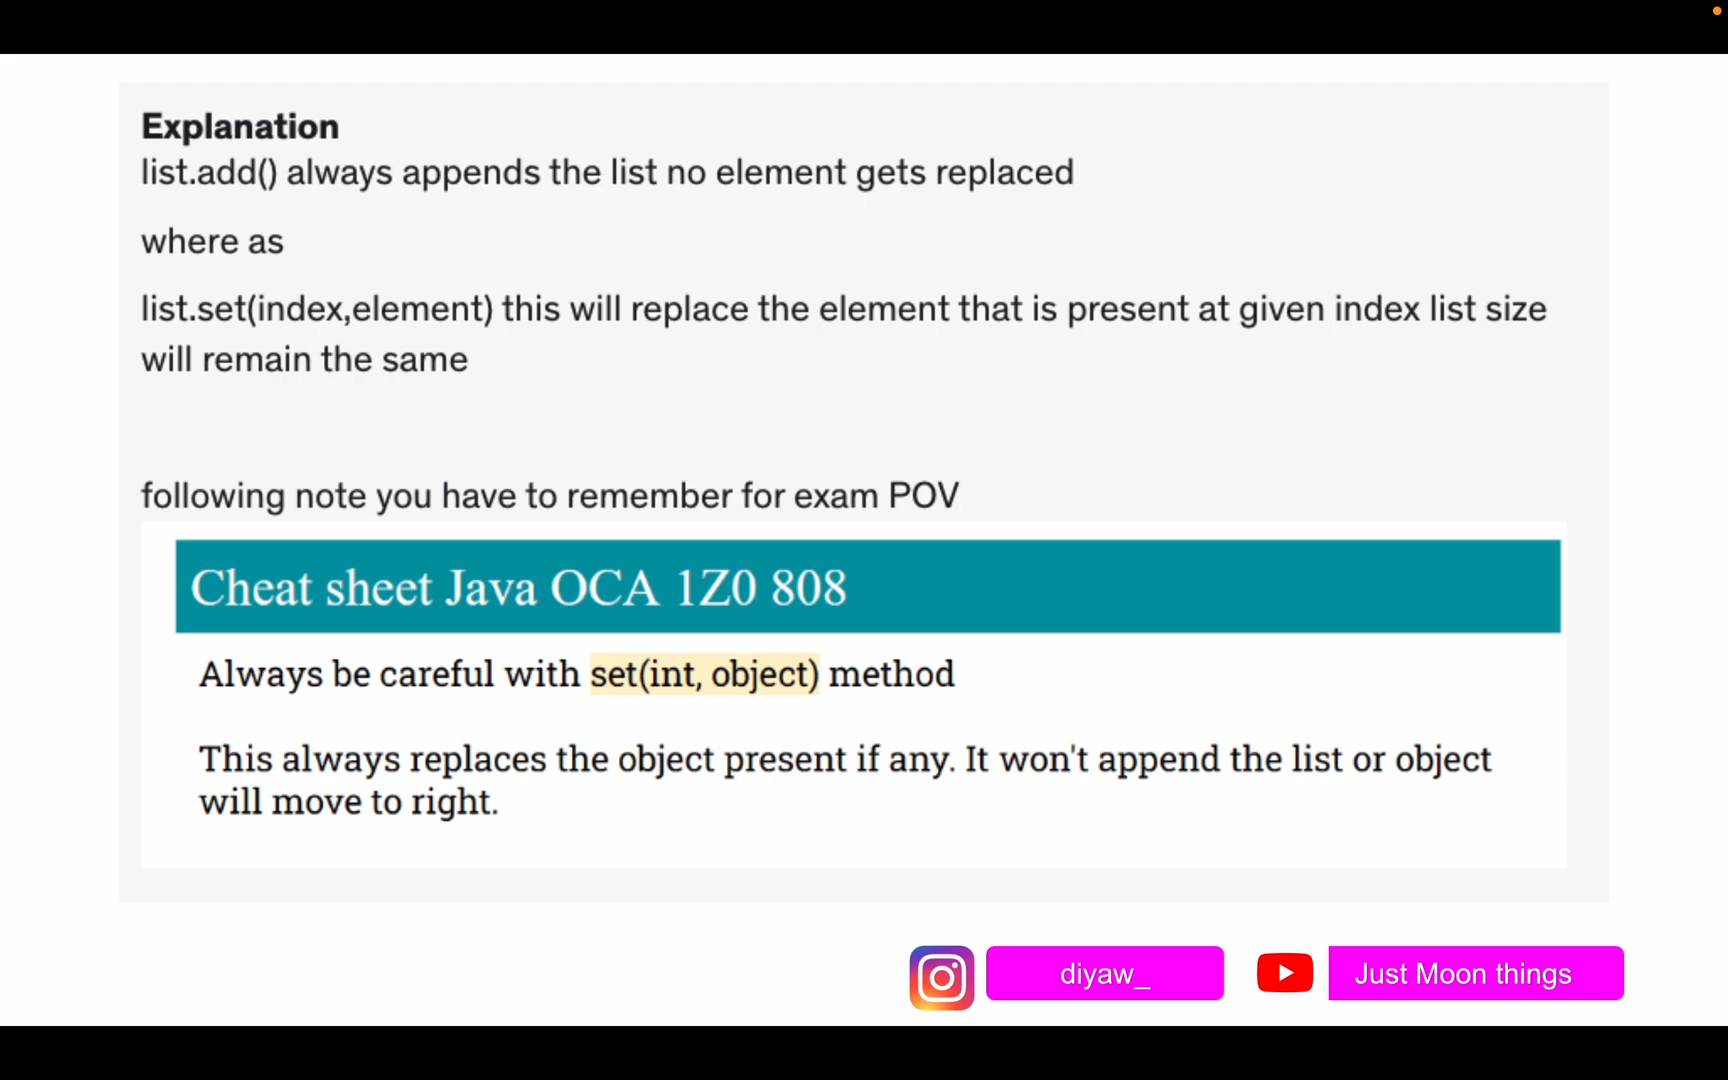 Explanation
list.add() always appends the list no element gets replaced
where as
list.set(index,element) this will replace the element that is present at given index list size
will remain the same
following note you have to remember for exam POV
Cheat sheet Java OCA 1Z0 808
Always be careful with set(int, object) method
This always replaces the object present if any. It won't append the list or object
will move to right.
diyaw_
Just Moon things